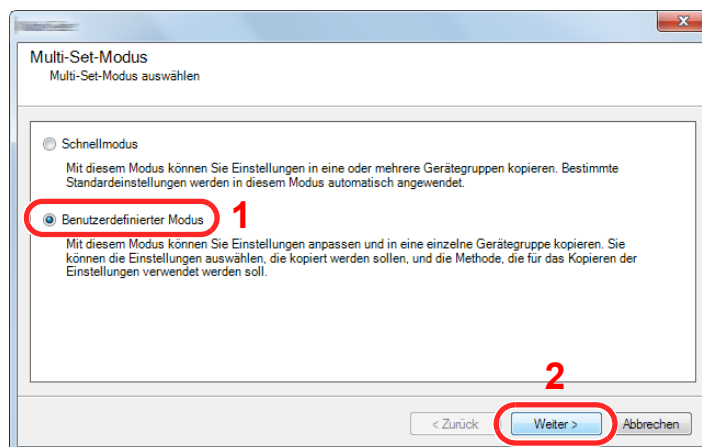 Multi-Set-Modus
Multi-Set-Modus auswählen
Schnellmodus
Mit diesem Modus können Sie Einstellungen in eine oder mehrere Gerätegruppen kopieren. Bestimmte
Standardeinstellungen werden in diesem Modus automatisch angewendet.
Benutzerdefinierter Modus 1
Mit diesem Modus können Sie Einstellungen anpassen und in eine einzelne Gerätegruppe kopieren. Sie
können die Einstellungen auswählen, die kopiert werden sollen, und die Methode, die für das Kopieren der
Einstellungen verwendet werden soll.
2
< Zurück Weiter > Abbrechen